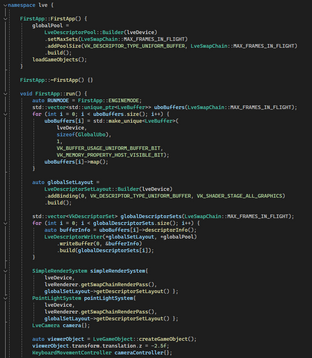 namespace lve {
FirstApp::FirstApp() {
globalPool =
LveDescriptorPool::Builder(lveDevice)
.setMaxSets(LveSwapChain::MAX_FRAMES_IN_FLIGHT)
.addPoolSize(VK_DESCRIPTOR_TYPE_UNIFORM_BUFFER, LveSwapChain::MAX_FRAMES_IN_FLIGHT)
.build();
loadGameObjects();
}
FirstApp::~FirstApp() {}
void FirstApp::run() {
auto RUNMODE = FirstApp::ENGINEMODE;
std::vector<std::unique_ptr<LveBuffer>> uboBuffers(LveSwapChain::MAX_FRAMES_IN_FLIGHT);
for (int i = 0; i < uboBuffers.size(); i++) {
uboBuffers[i] = std::make_unique<LveBuffer>(
lveDevice,
sizeof(GlobalUbo),
1,
VK_BUFFER_USAGE_UNIFORM_BUFFER_BIT,
VK_MEMORY_PROPERTY_HOST_VISIBLE_BIT);
uboBuffers[i]->map();
}
auto globalSetLayout =
LveDescriptorSetLayout::Builder(lveDevice)
.addBinding(0, VK_DESCRIPTOR_TYPE_UNIFORM_BUFFER, VK_SHADER_STAGE_ALL_GRAPHICS)
.build();
std::vector<VkDescriptorSet> globalDescriptorSets(LveSwapChain::MAX_FRAMES_IN_FLIGHT);
for (int i = 0; i < globalDescriptorSets.size(); i++) {
auto bufferInfo = uboBuffers[i]->descriptorInfo();
LveDescriptorWriter(*globalSetLayout, *globalPool)
.writeBuffer(0, &bufferInfo)
.build(globalDescriptorSets[i]);
}
SimpleRenderSystem simpleRenderSystem{
lveDevice,
lveRenderer.getSwapChainRenderPass(),
globalSetLayout->getDescriptorSetLayout() };
PointLightSystem pointLightSystem{
lveDevice,
lveRenderer.getSwapChainRenderPass(),
globalSetLayout->getDescriptorSetLayout() };
LveCamera camera{};
auto viewerObject = LveGameObject::createGameObject();
viewerObject.transform.translation.z = -2.5f;
KeyboardMovementController cameraController{};